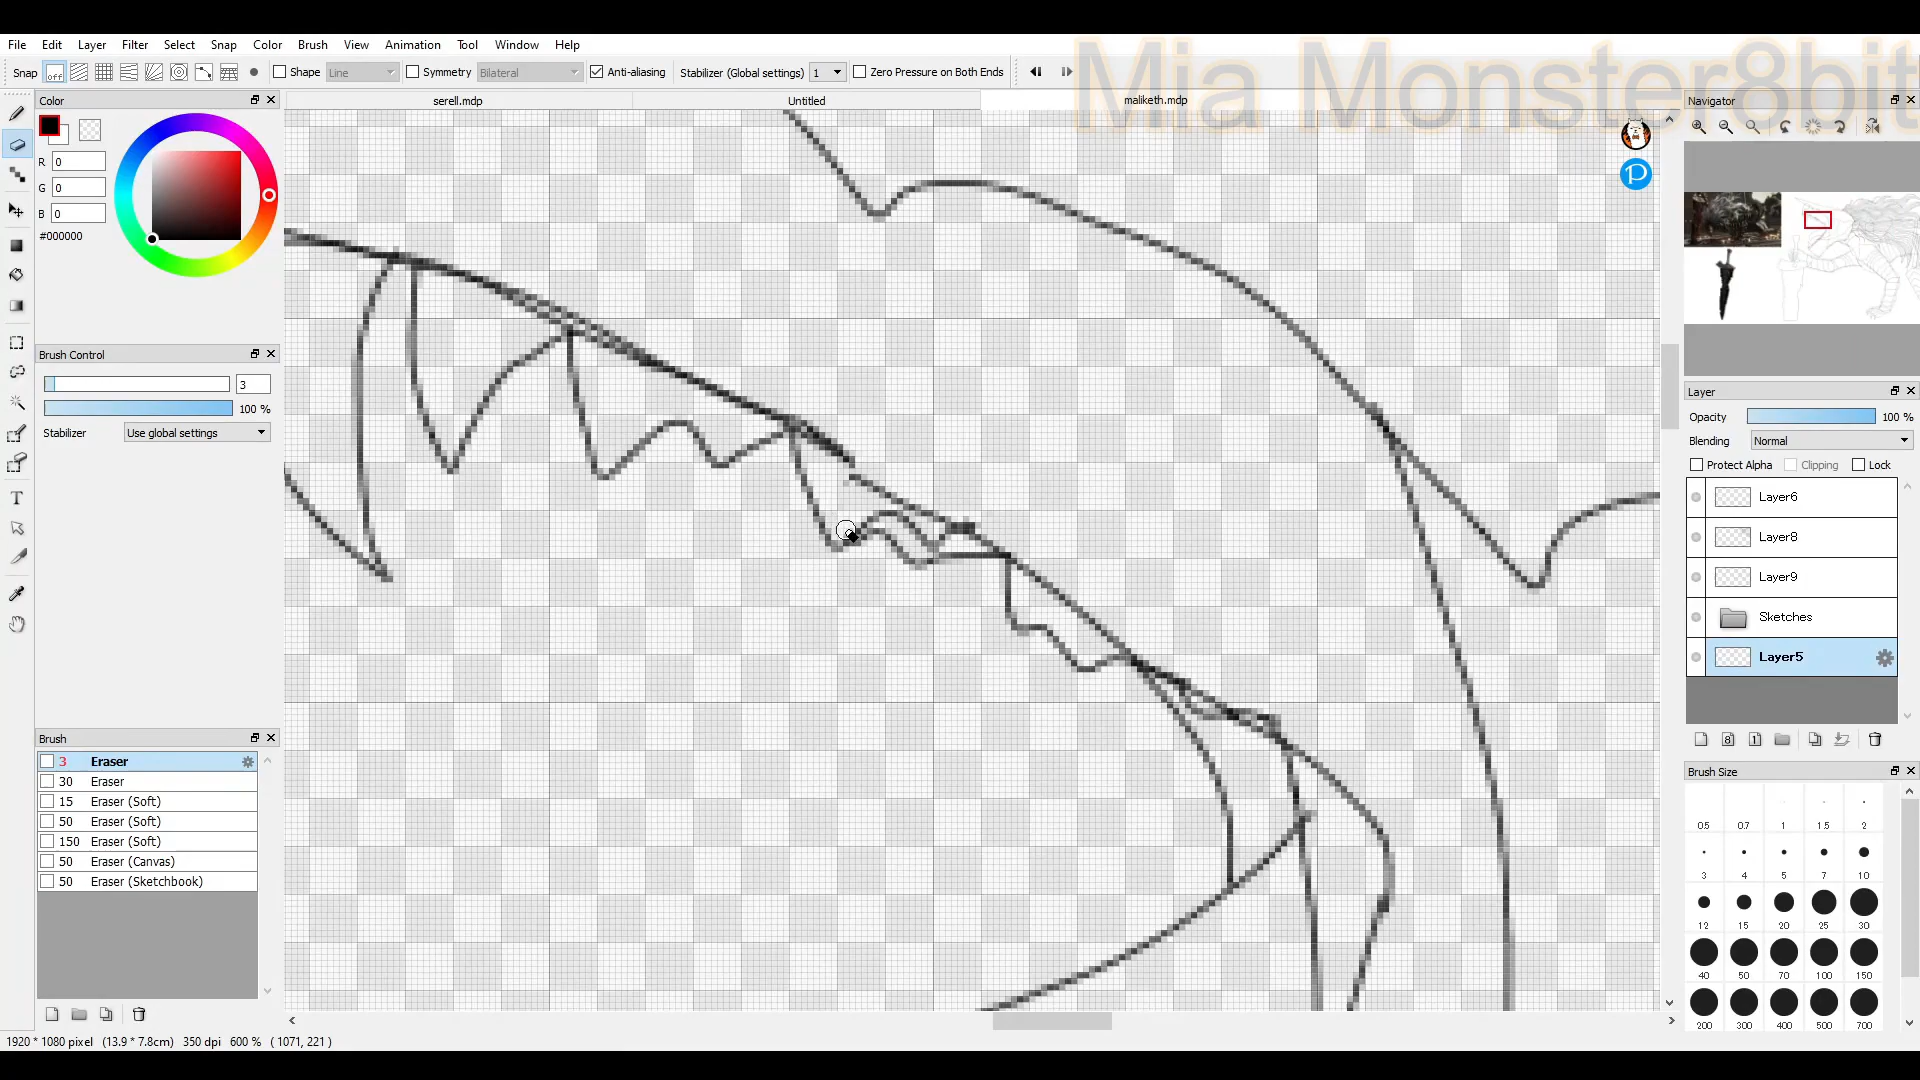 Mia Monster8bit
File Edit Layer Filter Select Snap Color Brush View Animation Tool Window Help
Snap off Shape Line Symmetry Bilateral Anti-aliasing Stabilizer (Global settings) 1 Zero Pressure on Both Ends
Color
serell.mdp Untitled maliketh.mdp
Navigator
R 0
G 0
B 0
#000000
Brush Control
3
100 %
Stabilizer Use global settings
Brush
3 Eraser
30 Eraser
15 Eraser (Soft)
50 Eraser (Soft)
150 Eraser (Soft)
50 Eraser (Canvas)
50 Eraser (Sketchbook)
Layer
Opacity 100 %
Blending Normal
Protect Alpha Clipping Lock
Layer6
Layer8
Layer9
Sketches
Layer5
Brush Size
0.5 0.7 1 1.5 2
3 4 5 7 10
12 15 20 25 30
40 50 70 100 150
200 300 400 500 700
1920 * 1080 pixel (13.9 * 7.8cm) 350 dpi 600 % ( 1071, 221 )